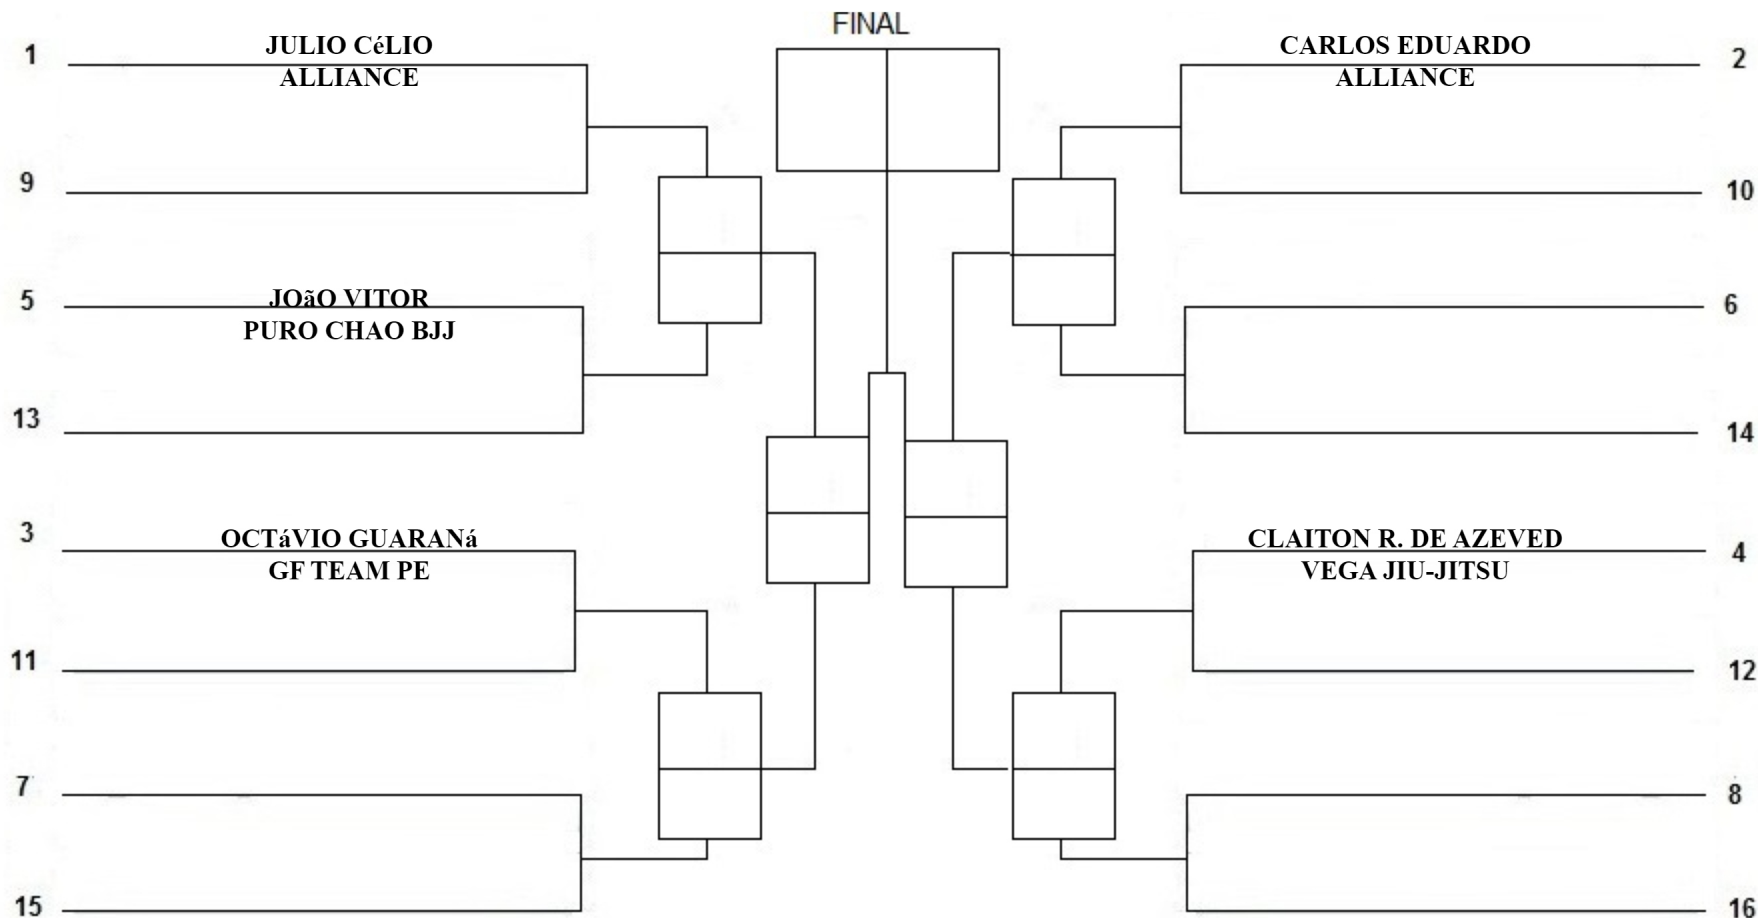 FINAL
1
JULIO CéLIO
ALLIANCE
9
5
JOãO VITOR
PURO CHAO BJJ
13
3
OCTáVIO GUARANá
GF TEAM PE
11
7
15
CARLOS EDUARDO
ALLIANCE
2
10
6
14
CLAITON R. DE AZEVED
VEGA JIU-JITSU
4
12
8
16